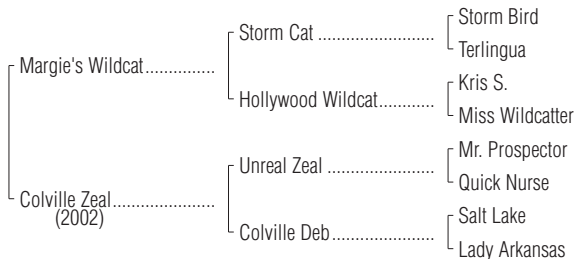 Storm Bird
Storm Cat ....................
Terlingua
Margie's Wildcat..............
Kris S.
Hollywood Wildcat...........
Miss Wildcatter
Mr. Prospector
Unreal Zeal ...................
Quick Nurse
Colville Zeal....................
(2002)
Salt Lake
Colville Deb...................
Lady Arkansas